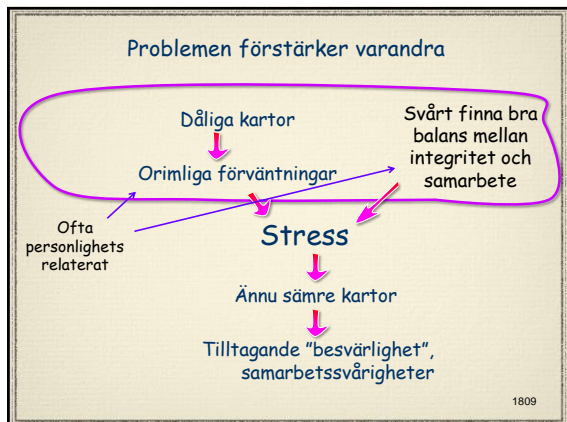 Problemen förstärker varandra
Dåliga kartor
Orimliga förväntningar
Svårt finna bra
balans mellan
integritet och
samarbete
Ofta
personlighets
relaterat
Stress
Ännu sämre kartor
Tilltagande ”besvärlighet”,
samarbetssvårigheter
1809